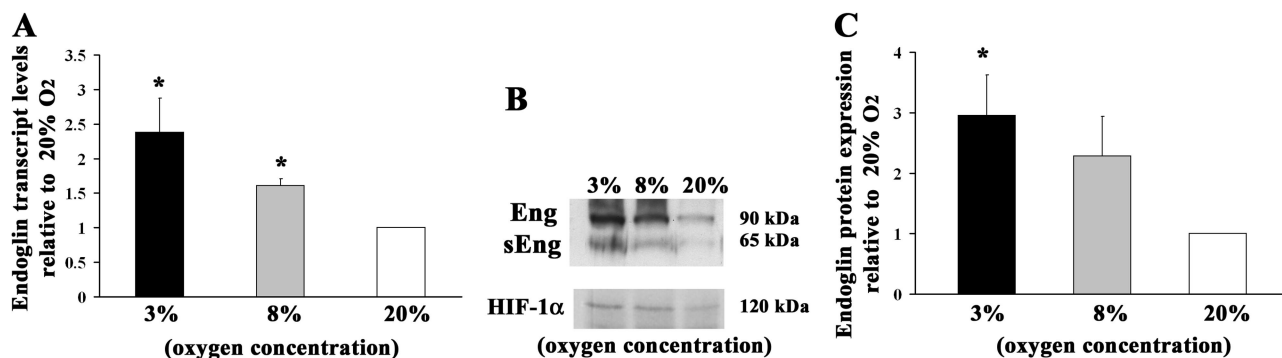 A
Endoglin transcript levels
relative to 20% O2
3.5
3
2.5
2
1.5
1
0.5
0
*
*
3% 8% 20%
(oxygen concentration)
B
3% 8% 20%
Eng 90 kDa
sEng 65 kDa
HIF-1α 120 kDa
(oxygen concentration)
C
Endoglin protein expression
relative to 20% O2
4
3
2
1
0
*
3% 8% 20%
(oxygen concentration)